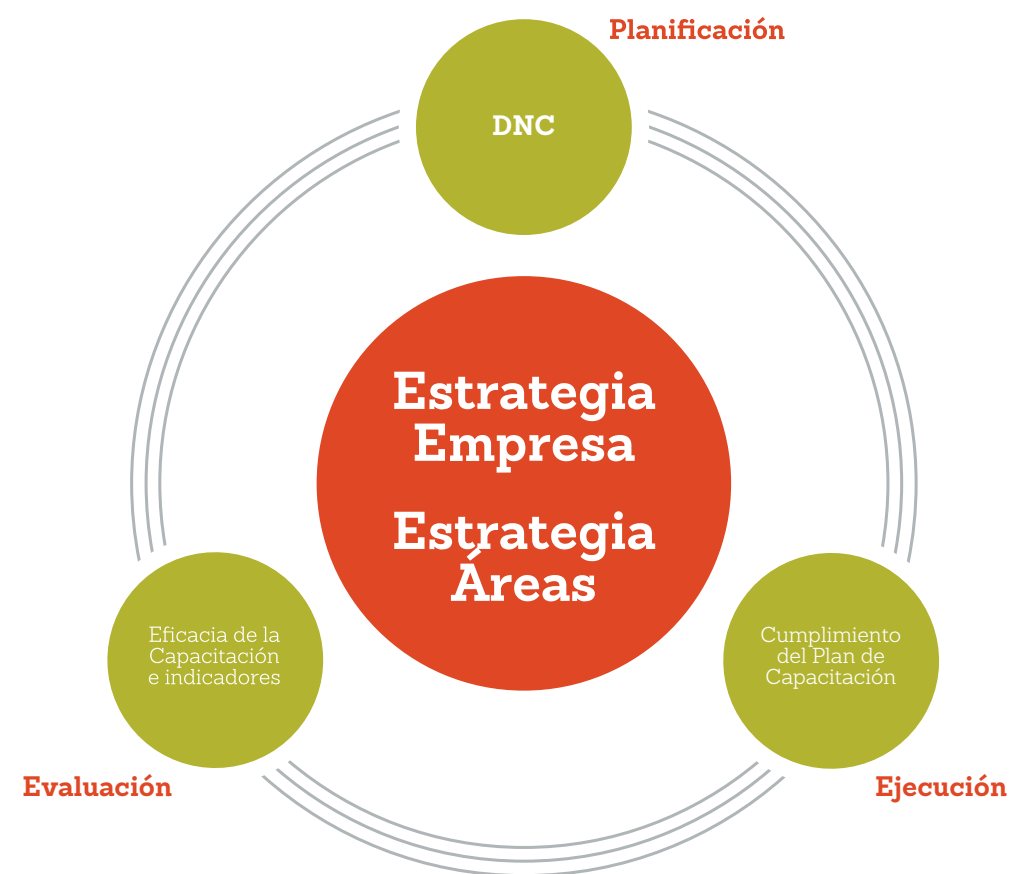 Planificación
DNC
Estrategia
Empresa
Estrategia
Áreas
Eficacia de la
Capacitación
e indicadores
Cumplimiento
del Plan de
Capacitación
Evaluación
Ejecución